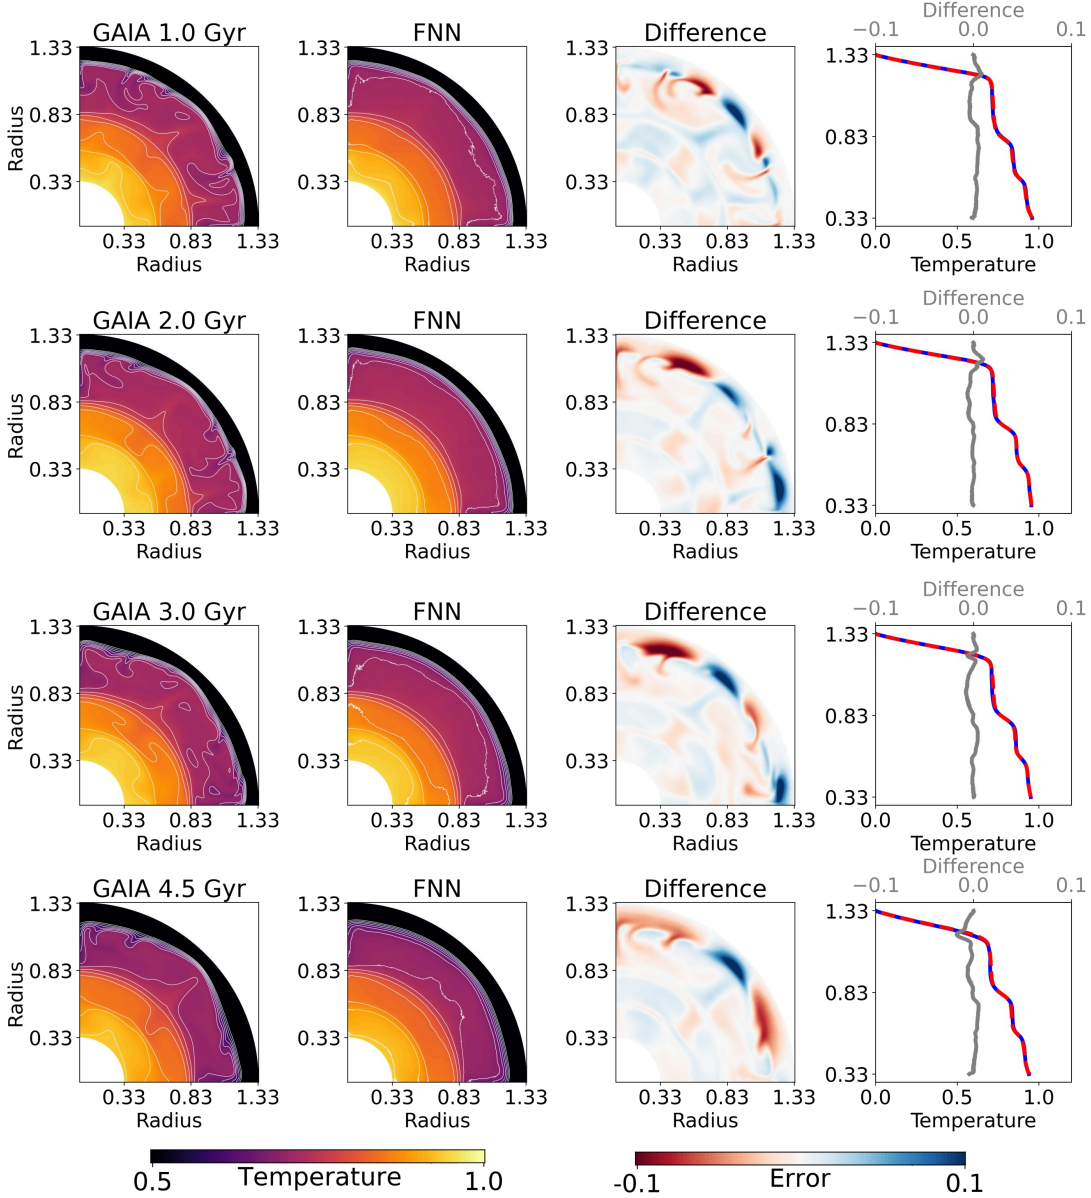 Difference
−0.1 0.0 0.1
GAIA 1.0 Gyr FNN Difference
1.33 1.33 1.33 1.33
Radius
0.83 0.83 0.83 0.83
0.33 0.33 0.33 0.33
0.33 0.83 1.33 0.33 0.83 1.33 0.33 0.83 1.33 0.0 0.5 1.0
Radius Radius Radius Temperature
Difference
−0.1 0.0 0.1
GAIA 2.0 Gyr FNN Difference
1.33 1.33 1.33 1.33
Radius
0.83 0.83 0.83 0.83
0.33 0.33 0.33 0.33
0.33 0.83 1.33 0.33 0.83 1.33 0.33 0.83 1.33 0.0 0.5 1.0
Radius Radius Radius Temperature
Difference
−0.1 0.0 0.1
GAIA 3.0 Gyr FNN Difference
1.33 1.33 1.33 1.33
Radius
0.83 0.83 0.83 0.83
0.33 0.33 0.33 0.33
0.33 0.83 1.33 0.33 0.83 1.33 0.33 0.83 1.33 0.0 0.5 1.0
Radius Radius Radius Temperature
Difference
−0.1 0.0 0.1
GAIA 4.5 Gyr FNN Difference
1.33 1.33 1.33 1.33
Radius
0.83 0.83 0.83 0.83
0.33 0.33 0.33 0.33
0.33 0.83 1.33 0.33 0.83 1.33 0.33 0.83 1.33 0.0 0.5 1.0
Radius Radius Radius Temperature
0.5 Temperature 1.0 -0.1 Error 0.1